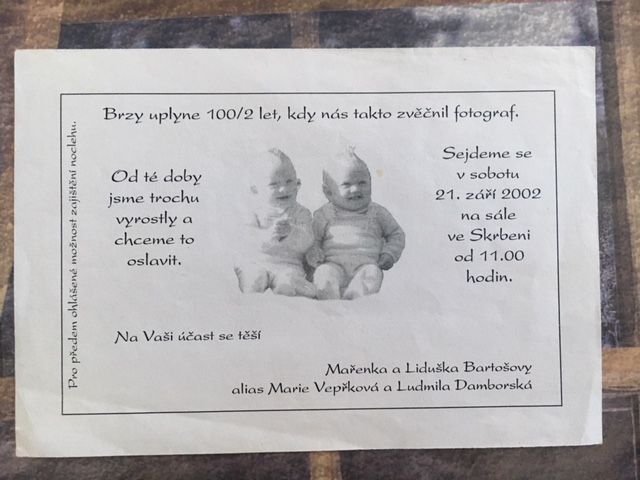 Brzy uplyne 100/2 let, kdy nás takto zvěčnil fotograf.
Od té doby
jsme trochu
vyrostly a
chceme to
oslavit.
Sejdeme se
v sobotu
21. září 2002
na sále
ve Skrbeni
od 11.00
hodin.
Na Vaši účast se těší
Mařenka a Liduška Bartošovy
alias Marie Vepřková a Ludmila Damborská
Pro předem ohlášené možnost zajištění noclehu.